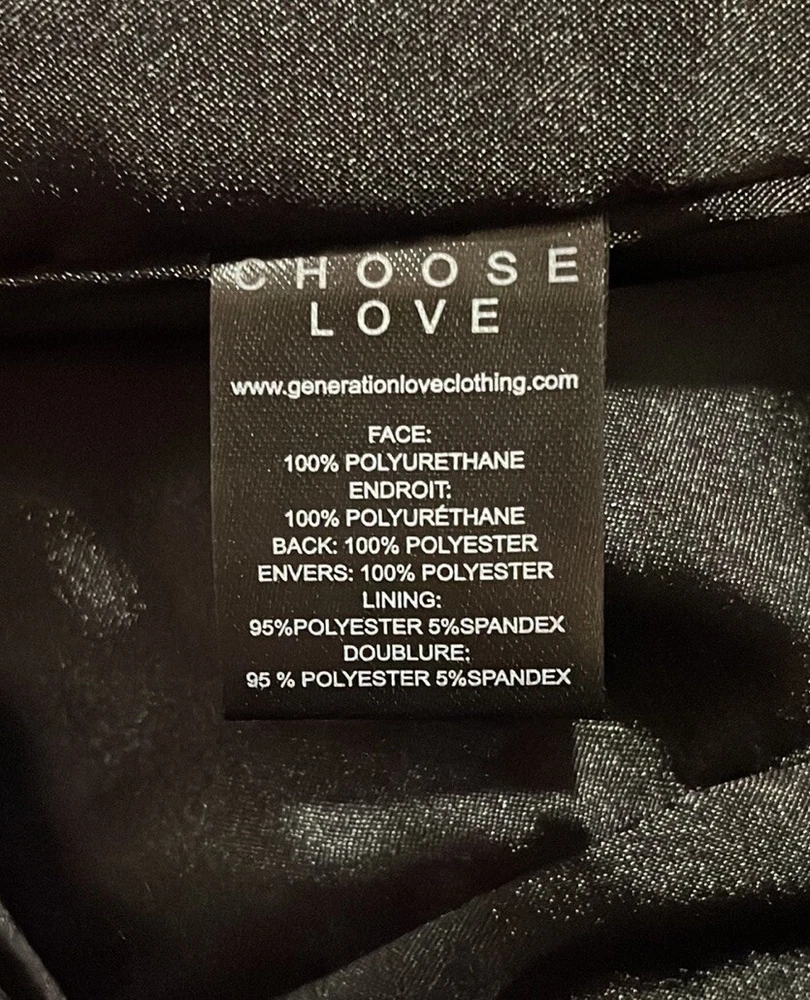 CHOOSE
LOVE
www.generationloveclothing.com
FACE:
100% POLYURETHANE
ENDROIT:
100% POLYURÉTHANE
BACK: 100% POLYESTER
ENVERS: 100% POLYESTER
LINING:
95%POLYESTER 5%SPANDEX
DOUBLURE:
95 % POLYESTER 5%SPANDEX